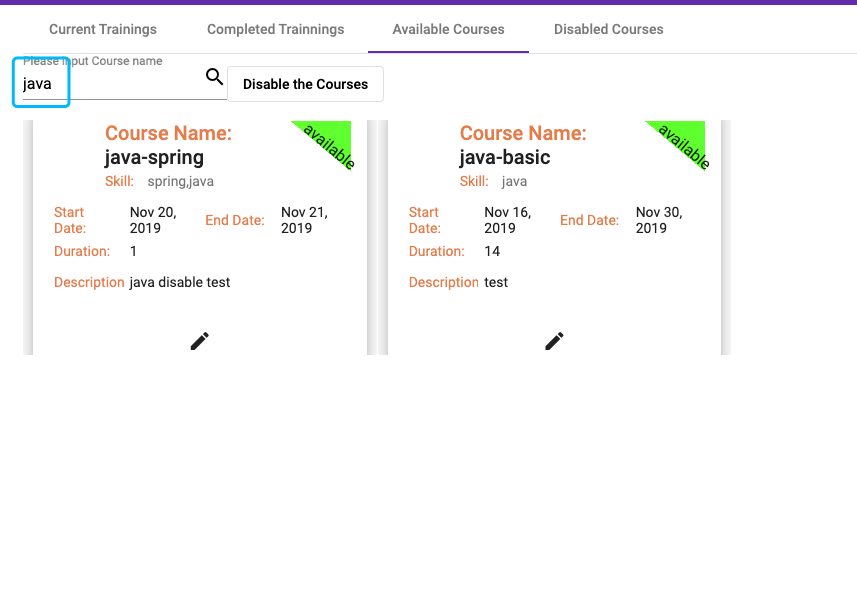 Current Trainings Completed Trainnings Available Courses Disabled Courses
Please input Course name
java
Disable the Courses
Course Name:
java-spring
available
Skill: spring,java
Start Date: Nov 20, 2019 End Date: Nov 21, 2019
Duration: 1
Description java disable test
Course Name:
java-basic
available
Skill: java
Start Date: Nov 16, 2019 End Date: Nov 30, 2019
Duration: 14
Description test